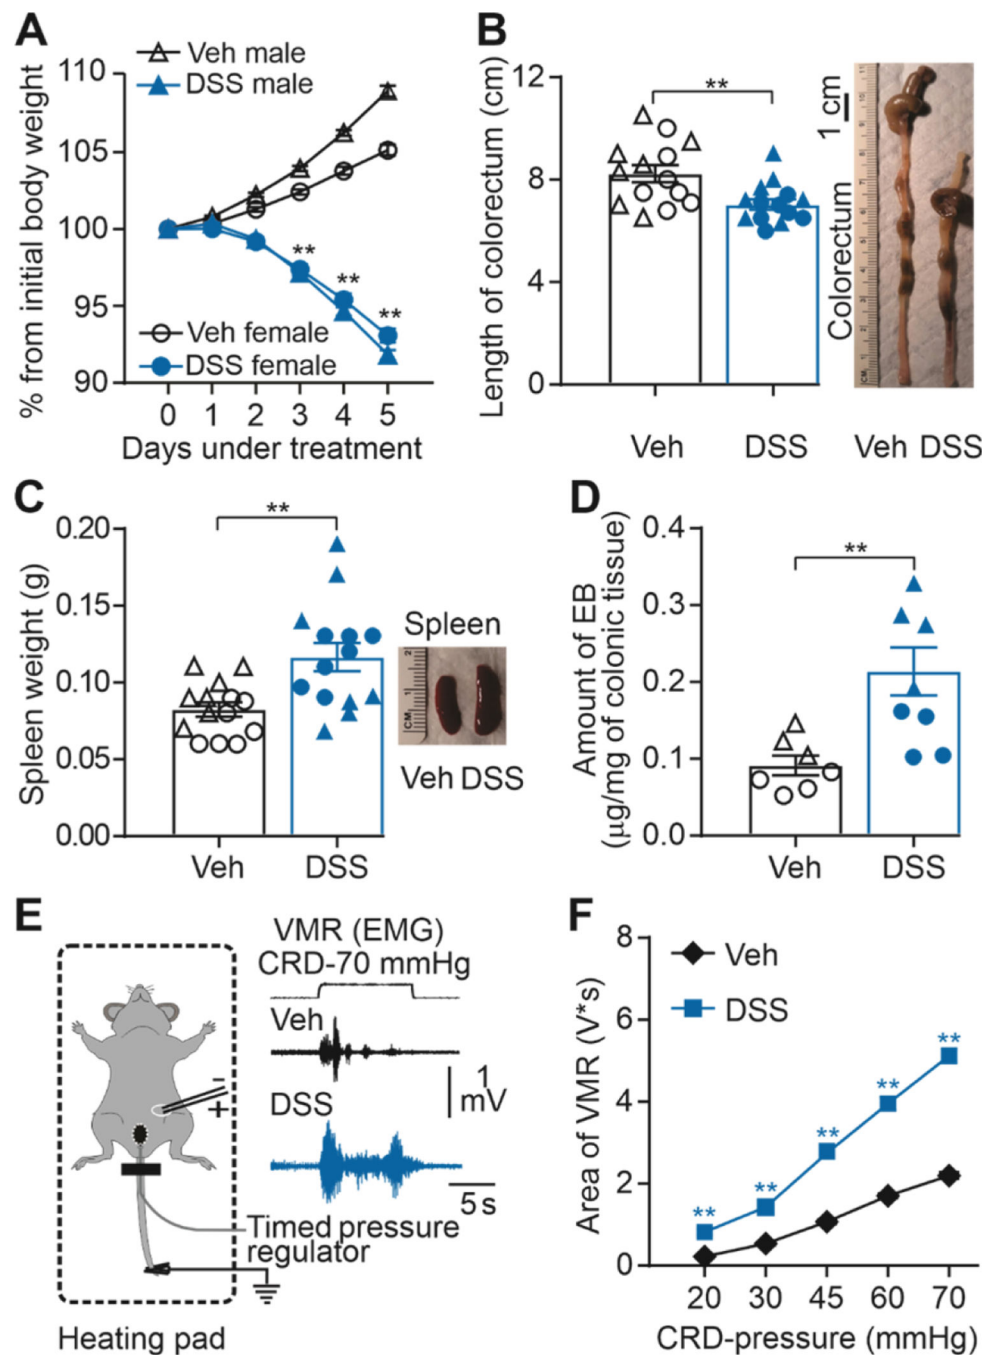 A
Veh male
DSS male
% from initial body weight
110
105
100
95
90
**
**
**
Veh female
DSS female
0 1 2 3 4 5
Days under treatment
B
Length of colorectum (cm)
12
8
4
0
**
Veh DSS
1 cm
Colorectum
Veh DSS
C
Spleen weight (g)
0.20
0.15
0.10
0.05
0.00
**
Veh DSS
Spleen
CM 1 2
Veh DSS
D
Amount of EB
(μg/mg of colonic tissue)
0.4
0.3
0.2
0.1
0.0
**
Veh DSS
E
VMR (EMG)
CRD-70 mmHg
Veh
1
mV
DSS
5 s
-
+
Timed pressure
regulator
Heating pad
F
Area of VMR (V*s)
8
6
4
2
0
Veh
DSS
**
**
**
**
**
20 30 45 60 70
CRD-pressure (mmHg)